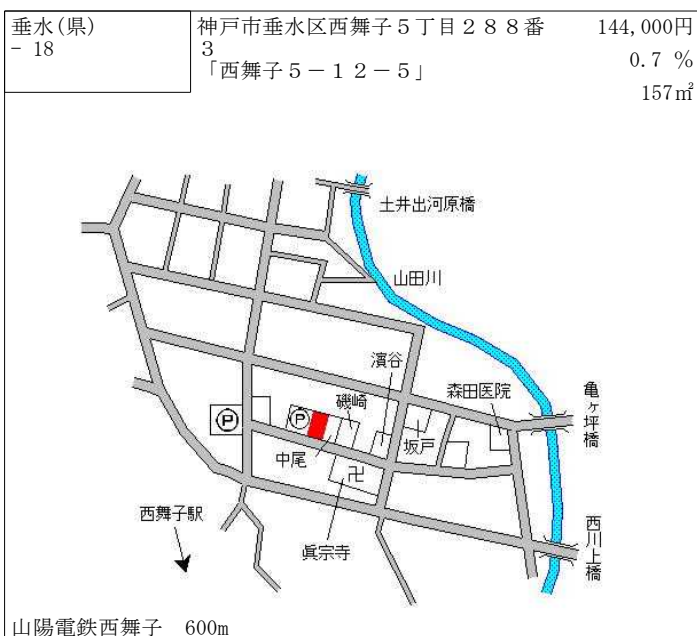 垂水(県)
- 18
神戸市垂水区西舞子５丁目２８８番
３
「西舞子５－１２－５」
144,000円
0.7 %
157㎡
土井出河原橋
山田川
濱谷
磯崎
森田医院
亀ヶ坪橋
P
P
中尾
坂戸
卍
西舞子駅
眞宗寺
西川上橋
山陽電鉄西舞子　600m